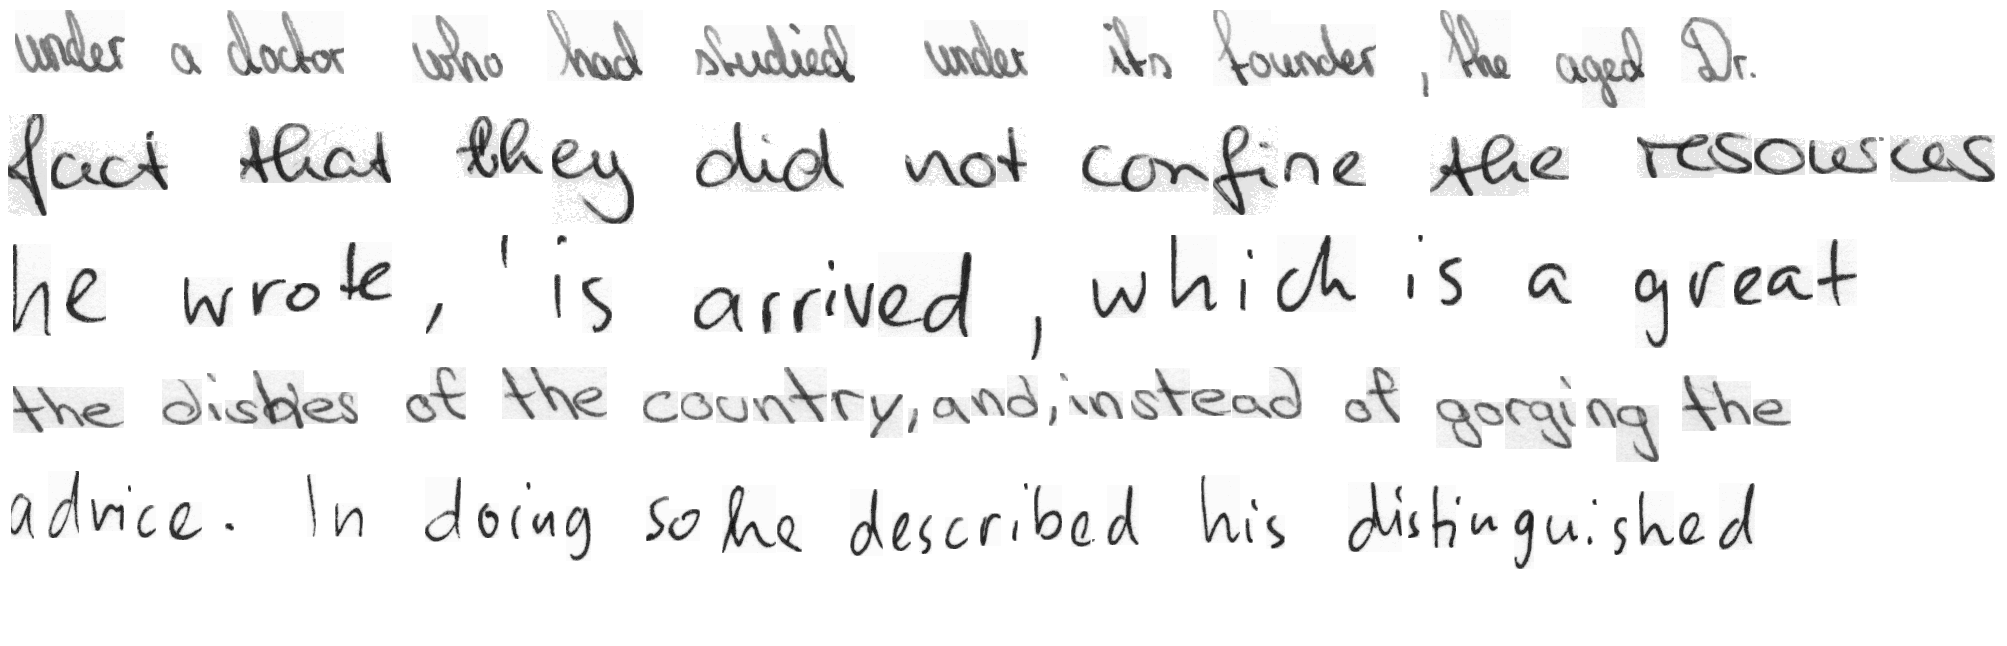 under a doctor who had studied under its founder, the aged Dr.
fact that they did not confine the resources
he wrote, 'is arrived, which is a great
the dishes of the country, and, instead of gorging the
advice. In doing so he described his distinguished